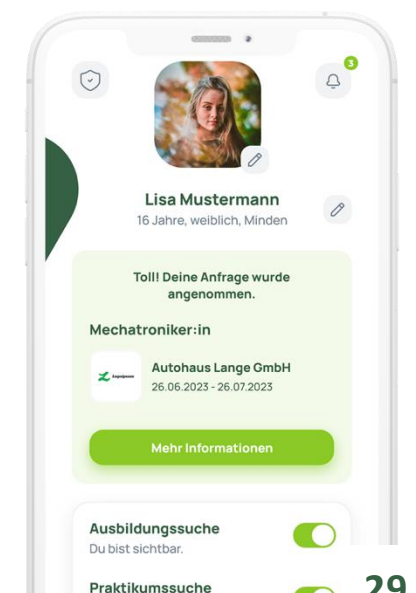 3
Lisa Mustermann
16 Jahre, weiblich, Minden
Toll! Deine Anfrage wurde
angenommen.
Mechatroniker:in
Autohaus Lange GmbH
26.06.2023 - 26.07.2023
Mehr Informationen
Ausbildungssuche
Du bist sichtbar.
Praktikumssuche
29